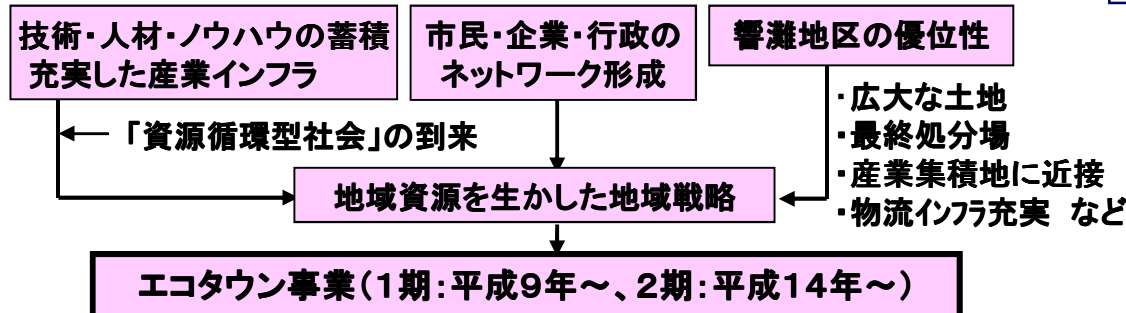 技術・人材・ノウハウの蓄積
充実した産業インフラ
市民・企業・行政の
ネットワーク形成
響灘地区の優位性
・広大な土地
・最終処分場
・産業集積地に近接
・物流インフラ充実 など
「資源循環型社会」の到来
地域資源を生かした地域戦略
エコタウン事業(1期:平成9年~、2期:平成14年~)